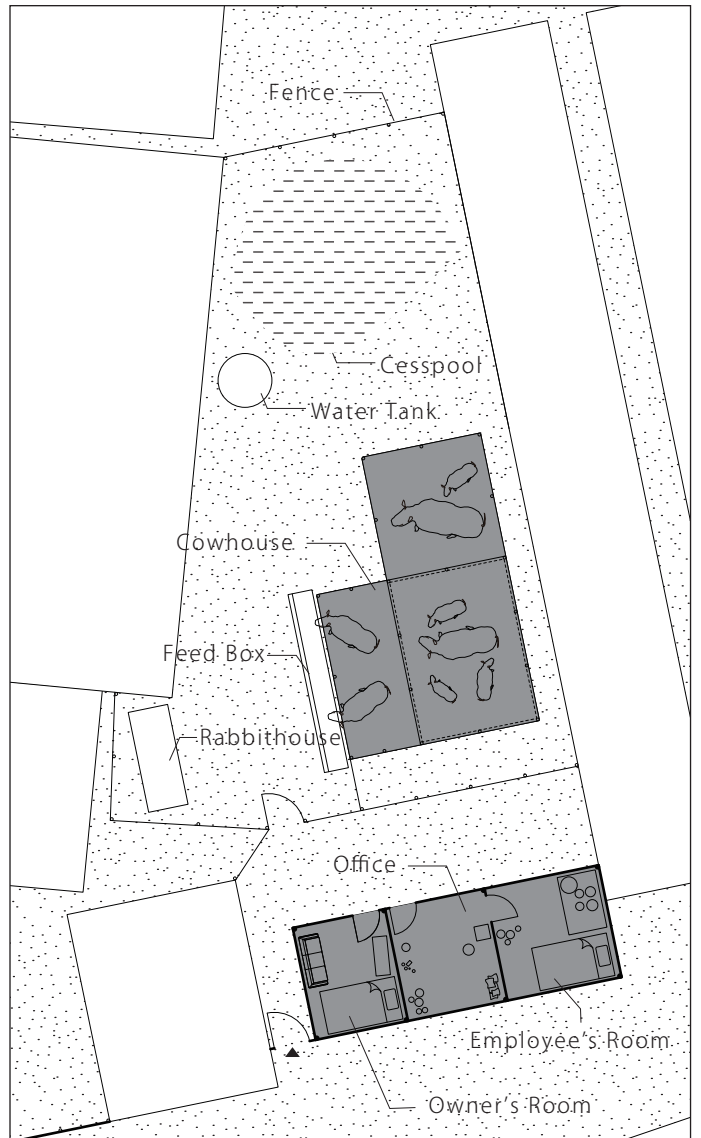 Fence
Cesspool
Water Tank
Cowhouse
Feed Box
Rabbithouse
Office
Employee's Room
Owner's Room